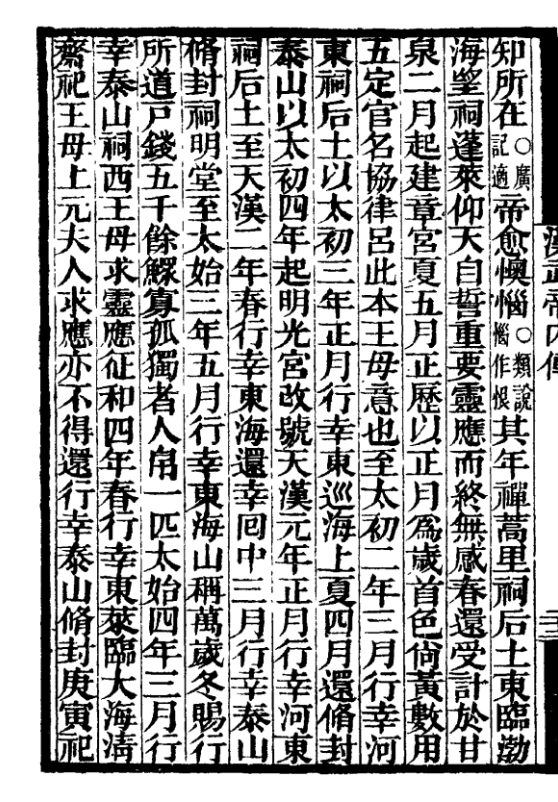 漢武帝內傳
知所在○廣記適帝愈懊惱○類說惱作恨其年禪蒿里祠后土東臨渤
海望祠蓬萊仰天自誓重要靈應而終無感春還受計於甘
泉二月起建章宮夏五月正歷以正月爲歲首色尙黃數用
五定官名協律呂此本王母意也至太初二年三月行幸河
東祠后土以太初三年正月行幸東巡海上夏四月還脩封
泰山以太初四年起明光宮改號天漢元年正月行幸河東
祠后土至天漢二年春行幸東海還幸回中三月行幸泰山
脩封祠明堂至太始三年五月行幸東海山稱萬歲冬賜行
所道戸錢五千餘鰥寡孤獨者人帛一匹太始四年三月行
幸泰山祠西王母求靈應征和四年春行幸東萊臨大海淸
齋祀王母上元夫人求應亦不得還行幸泰山脩封庚寅祀